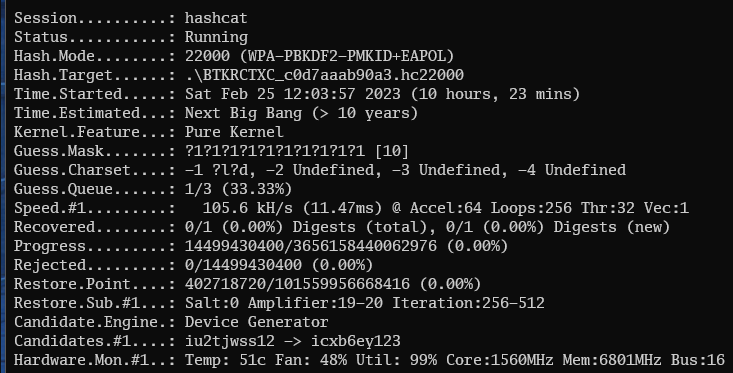 Session..........: hashcat
Status...........: Running
Hash.Mode........: 22000 (WPA-PBKDF2-PMKID+EAPOL)
Hash.Target......: .\BTKRCTXC_c0d7aaab90a3.hc22000
Time.Started.....: Sat Feb 25 12:03:57 2023 (10 hours, 23 mins)
Time.Estimated...: Next Big Bang (> 10 years)
Kernel.Feature...: Pure Kernel
Guess.Mask.......: ?1?1?1?1?1?1?1?1?1?1 [10]
Guess.Charset....: -1 ?l?d, -2 Undefined, -3 Undefined, -4 Undefined
Guess.Queue......: 1/3 (33.33%)
Speed.#1.........:   105.6 kH/s (11.47ms) @ Accel:64 Loops:256 Thr:32 Vec:1
Recovered........: 0/1 (0.00%) Digests (total), 0/1 (0.00%) Digests (new)
Progress.........: 14499430400/3656158440062976 (0.00%)
Rejected.........: 0/14499430400 (0.00%)
Restore.Point....: 402718720/101559956668416 (0.00%)
Restore.Sub.#1...: Salt:0 Amplifier:19-20 Iteration:256-512
Candidate.Engine.: Device Generator
Candidates.#1....: iu2tjwss12 -> icxb6ey123
Hardware.Mon.#1..: Temp: 51c Fan: 48% Util: 99% Core:1560MHz Mem:6801MHz Bus:16